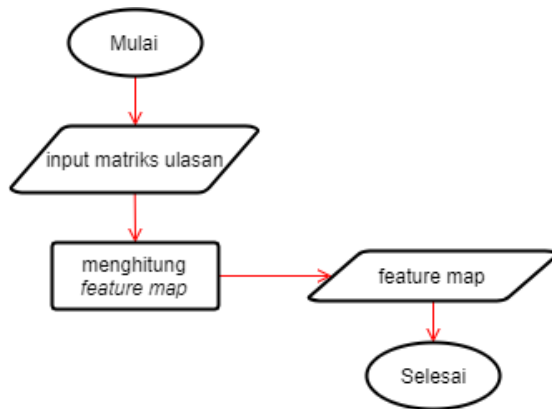 Mulai
input matriks ulasan
menghitung
feature map
feature map
Selesai